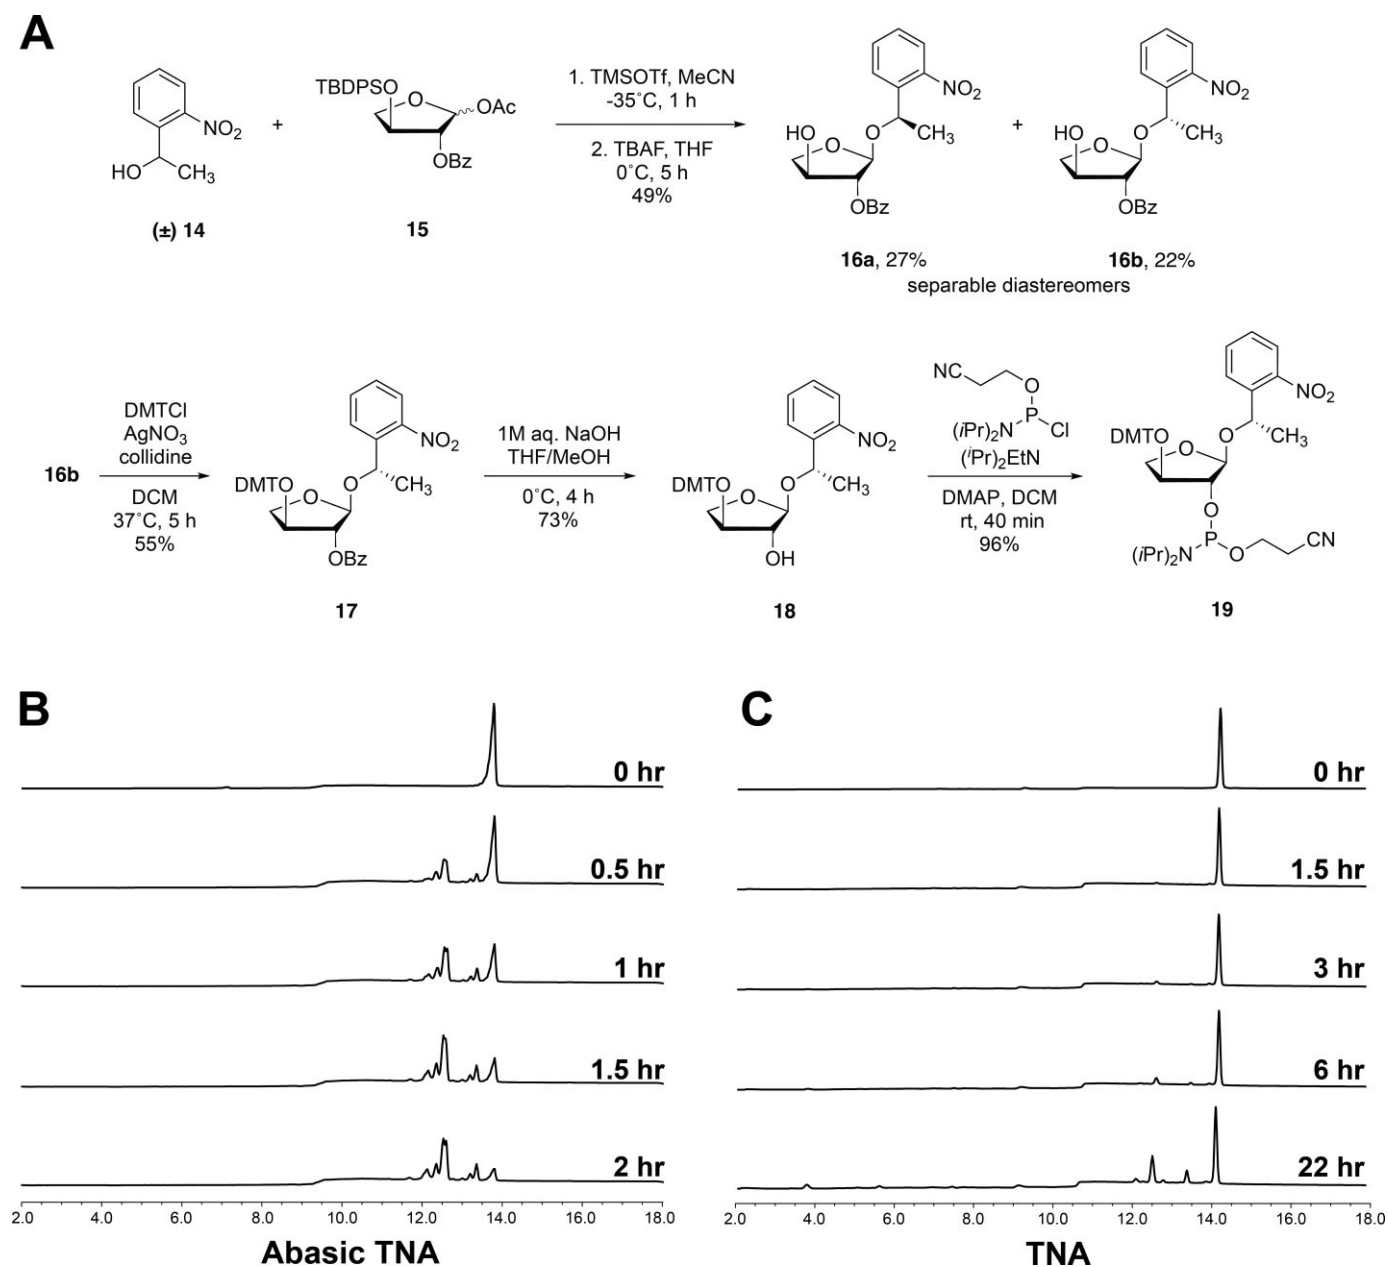 A
TBDPSO
O
OAc
OBz
NO2
HO
CH3
(±) 14
+
15
1. TMSOTf, MeCN
-35˚C, 1 h
2. TBAF, THF
0˚C, 5 h
49%
NO2
HO
O
O
CH3
OBz
16a, 27%
+
NO2
HO
O
O
CH3
OBz
16b, 22%
separable diastereomers
16b
DMTCl
AgNO3
collidine
DCM
37˚C, 5 h
55%
NO2
DMTO
O
O
CH3
OBz
17
1M aq. NaOH
THF/MeOH
0˚C, 4 h
73%
NO2
DMTO
O
O
CH3
OH
18
NC
O
P
(iPr)2N
Cl
(iPr)2EtN
DMAP, DCM
rt, 40 min
96%
NO2
DMTO
O
O
CH3
O
(iPr)2N
P
O
CN
19
B
0 hr
0.5 hr
1 hr
1.5 hr
2 hr
2.0 4.0 6.0 8.0 10.0 12.0 14.0 16.0 18.0
Abasic TNA
C
0 hr
1.5 hr
3 hr
6 hr
22 hr
2.0 4.0 6.0 8.0 10.0 12.0 14.0 16.0 18.0
TNA